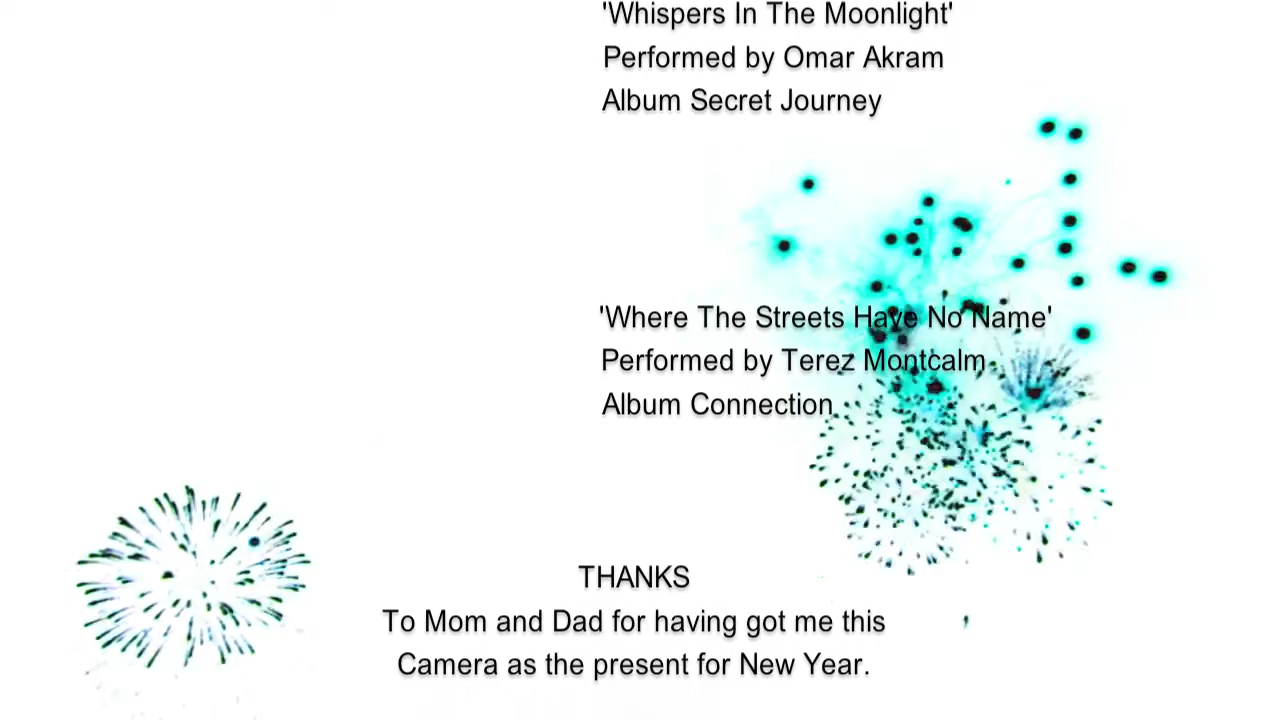 'Whispers In The Moonlight'
Performed by Omar Akram
Album Secret Journey
'Where The Streets Have No Name'
Performed by Terez Montcalm
Album Connection
THANKS
To Mom and Dad for having got me this
Camera as the present for New Year.